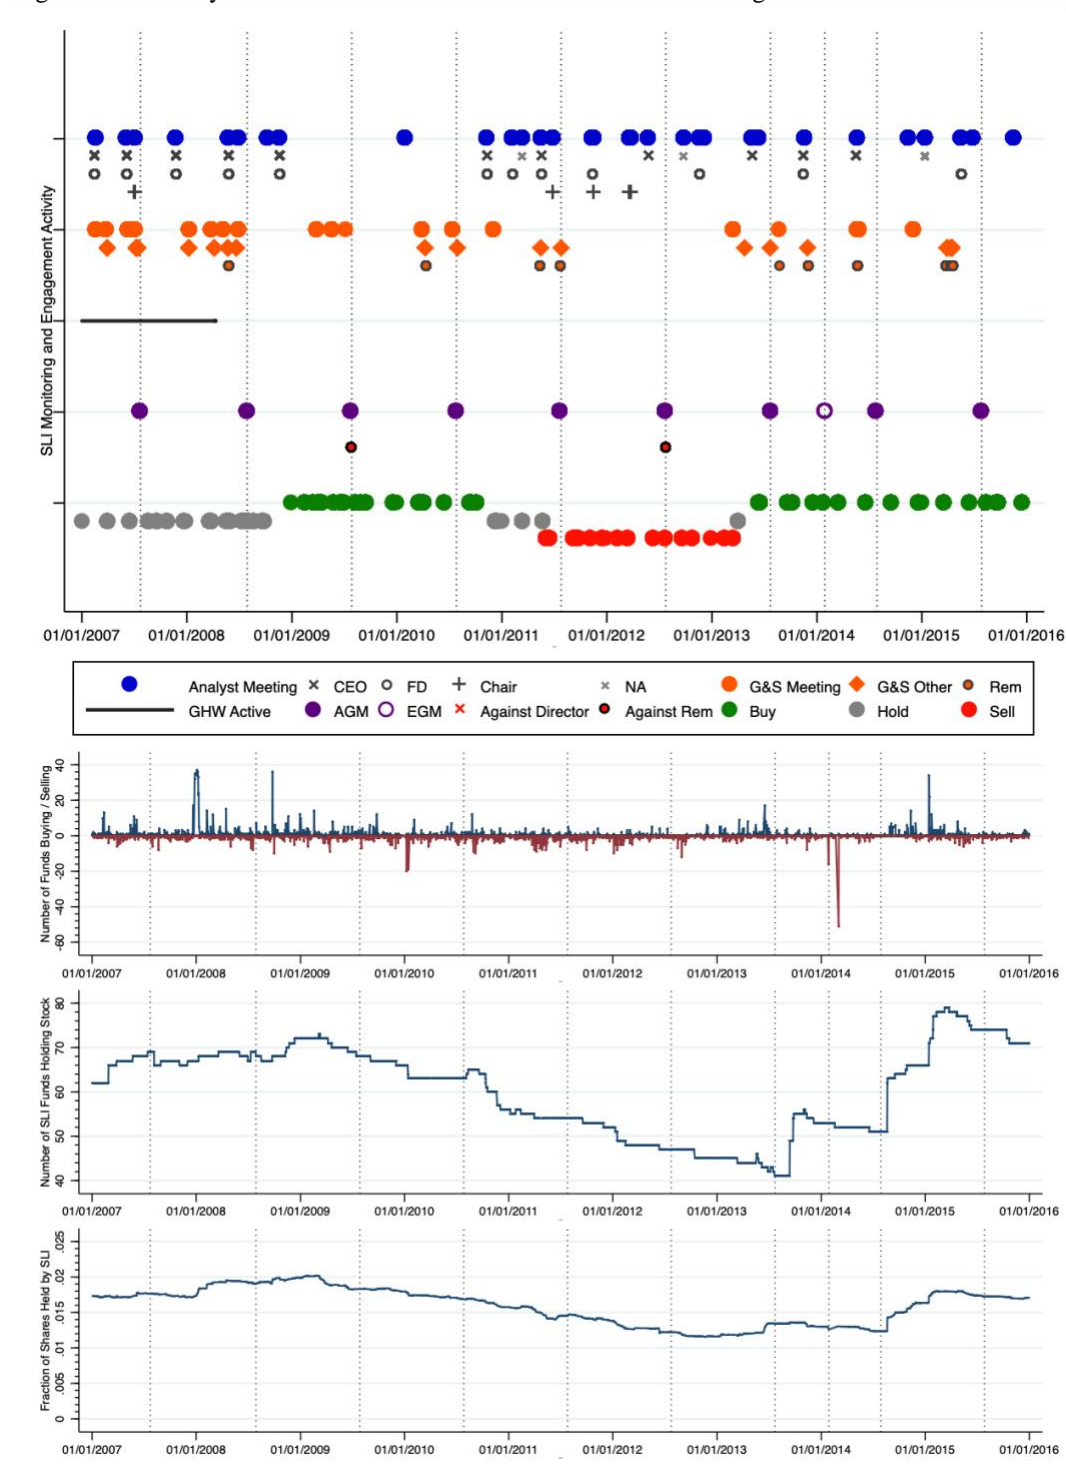 SLI Monitoring and Engagement Activity
01/01/2007 01/01/2008 01/01/2009 01/01/2010 01/01/2011 01/01/2012 01/01/2013 01/01/2014 01/01/2015 01/01/2016
Analyst Meeting CEO FD Chair NA G&S Meeting G&S Other Rem
GHW Active AGM EGM Against Director Against Rem Buy Hold Sell
Number of Funds Buying / Selling
40
20
0
-20
-40
-60
01/01/2007 01/01/2008 01/01/2009 01/01/2010 01/01/2011 01/01/2012 01/01/2013 01/01/2014 01/01/2015 01/01/2016
Number of SLI Funds Holding Stock
80
70
60
50
40
01/01/2007 01/01/2008 01/01/2009 01/01/2010 01/01/2011 01/01/2012 01/01/2013 01/01/2014 01/01/2015 01/01/2016
Fraction of Shares Held by SLI
.025
.02
.015
.01
.005
0
01/01/2007 01/01/2008 01/01/2009 01/01/2010 01/01/2011 01/01/2012 01/01/2013 01/01/2014 01/01/2015 01/01/2016